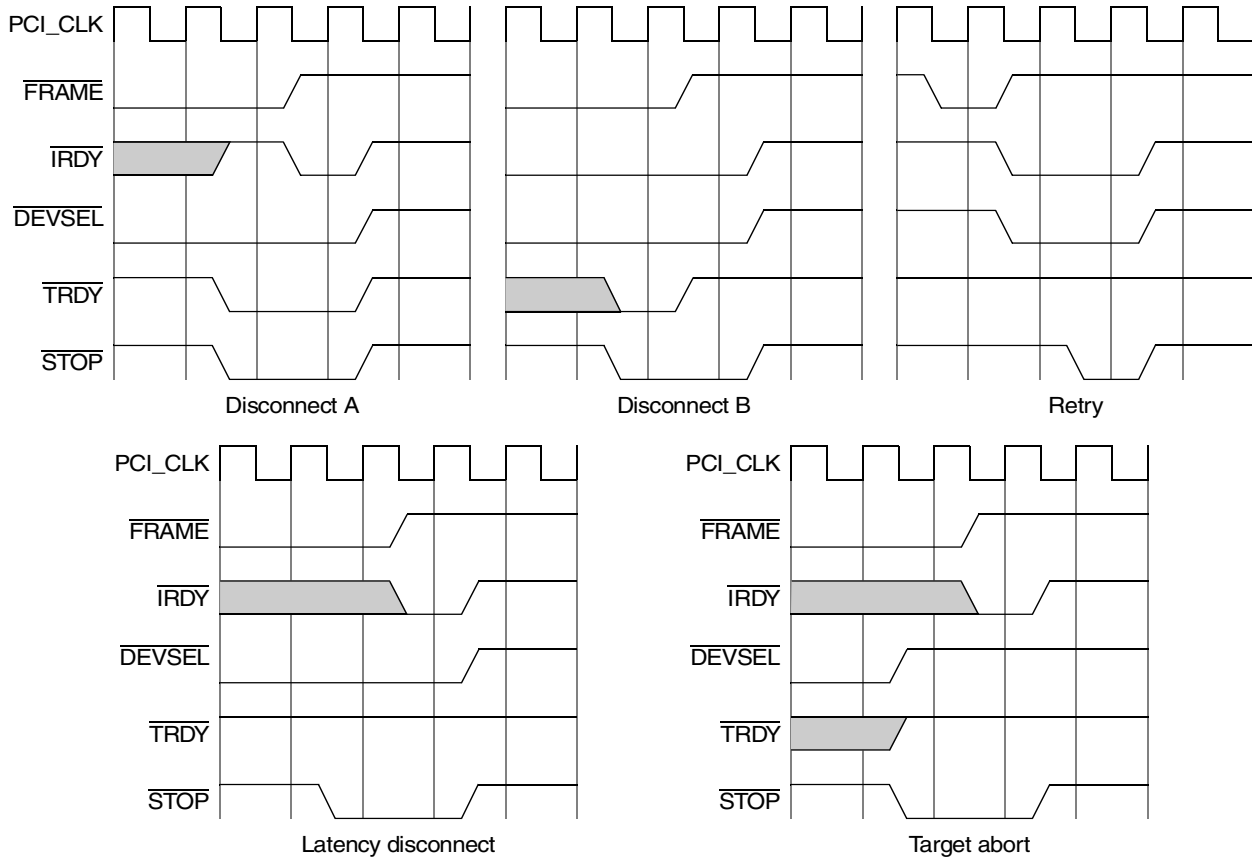 PCI_CLK
FRAME
IRDY
DEVSEL
TRDY
STOP
Disconnect A
Disconnect B
Retry
PCI_CLK
FRAME
IRDY
DEVSEL
TRDY
STOP
Latency disconnect
PCI_CLK
FRAME
IRDY
DEVSEL
TRDY
STOP
Target abort